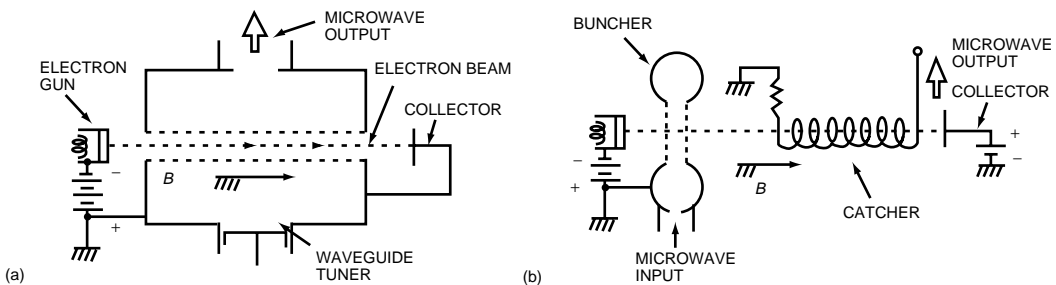 MICROWAVE
OUTPUT
ELECTRON
GUN
ELECTRON BEAM
COLLECTOR
−
B
+
WAVEGUIDE
TUNER
(a)
BUNCHER
MICROWAVE
OUTPUT
COLLECTOR
−
+
+
−
B
CATCHER
MICROWAVE
INPUT
(b)